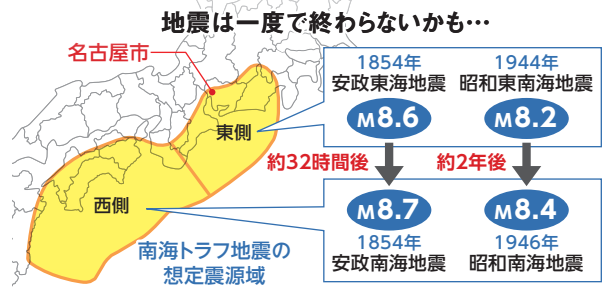 地震は一度で終わらないかも…
名古屋市
東側
西側
南海トラフ地震の
想定震源域
1854年
安政東海地震
M8.6
約32時間後
M8.7
1854年
安政南海地震
1944年
昭和東南海地震
M8.2
約2年後
M8.4
1946年
昭和南海地震